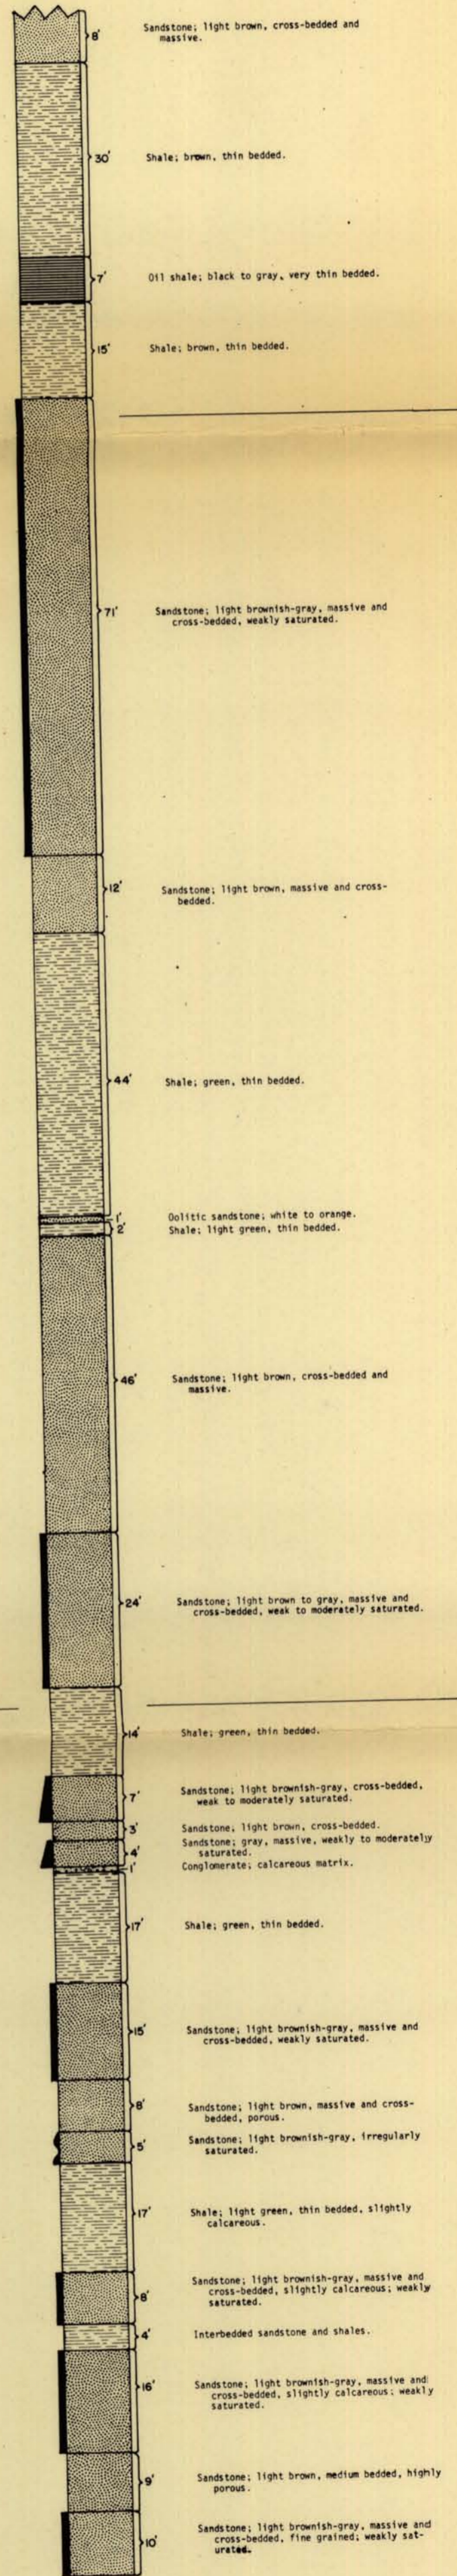 8'
Sandstone; light brown, cross-bedded and
massive.
30'
Shale; brown, thin bedded.
7'
Oil shale; black to gray, very thin bedded.
15'
Shale; brown, thin bedded.
71'
Sandstone; light brownish-gray, massive and
cross-bedded, weakly saturated.
12'
Sandstone; light brown, massive and cross-
bedded.
44'
Shale; green, thin bedded.
1'
Oolitic sandstone; white to orange.
2'
Shale; light green, thin bedded.
46'
Sandstone; light brown, cross-bedded and
massive.
24'
Sandstone; light brown to gray, massive and
cross-bedded, weak to moderately saturated.
14'
Shale; green, thin bedded.
7'
Sandstone; light brownish-gray, cross-bedded,
weak to moderately saturated.
3'
Sandstone; light brown, cross-bedded.
4'
Sandstone; gray, massive, weakly to moderately
saturated.
1'
Conglomerate; calcareous matrix.
17'
Shale; green, thin bedded.
15'
Sandstone; light brownish-gray, massive and
cross-bedded, weakly saturated.
8'
Sandstone; light brown, massive and cross-
bedded, porous.
5'
Sandstone; light brownish-gray, irregularly
saturated.
17'
Shale; light green, thin bedded, slightly
calcareous.
8'
Sandstone; light brownish-gray, massive and
cross-bedded, slightly calcareous; weakly
saturated.
4'
Interbedded sandstone and shales.
16'
Sandstone; light brownish-gray, massive and
cross-bedded, slightly calcareous; weakly
saturated.
9'
Sandstone; light brown, medium bedded, highly
porous.
10'
Sandstone; light brownish-gray, massive and
cross-bedded, fine grained; weakly sat-
urated.